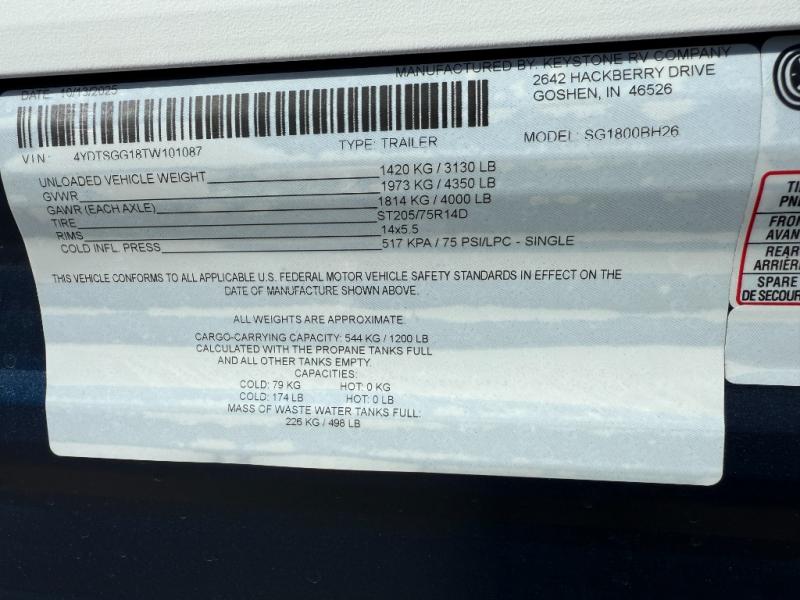 DATE: 10/13/2025
MANUFACTURED BY: KEYSTONE RV COMPANY
2642 HACKBERRY DRIVE
GOSHEN, IN 46526
VIN: 4YDTSGG18TW101087
TYPE: TRAILER
MODEL: SG1800BH26
UNLOADED VEHICLE WEIGHT 1420 KG / 3130 LB
GVWR 1973 KG / 4350 LB
GAWR (EACH AXLE) 1814 KG / 4000 LB
TIRE ST205/75R14D
RIMS 14x5.5
COLD INFL. PRESS 517 KPA / 75 PSI/LPC - SINGLE
THIS VEHICLE CONFORMS TO ALL APPLICABLE U.S. FEDERAL MOTOR VEHICLE SAFETY STANDARDS IN EFFECT ON THE
DATE OF MANUFACTURE SHOWN ABOVE.
ALL WEIGHTS ARE APPROXIMATE.
CARGO-CARRYING CAPACITY: 544 KG / 1200 LB
CALCULATED WITH THE PROPANE TANKS FULL
AND ALL OTHER TANKS EMPTY.
CAPACITIES:
COLD: 79 KG HOT: 0 KG
COLD: 174 LB HOT: 0 LB
MASS OF WASTE WATER TANKS FULL:
226 KG / 498 LB
TI
PNE
FRON
AVAN
REAR
ARRIÈRE
SPARE
DE SECOUR